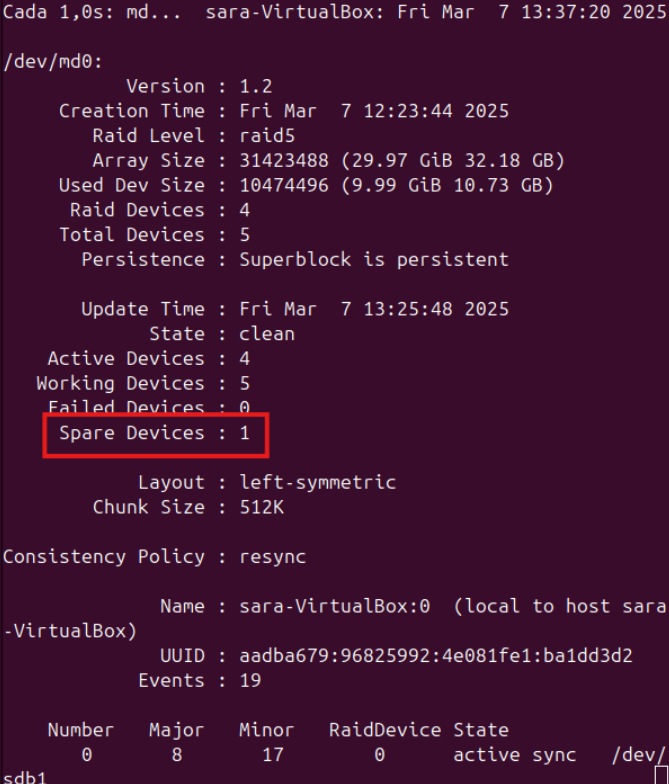 Cada 1,0s: md...  sara-VirtualBox: Fri Mar  7 13:37:20 2025
/dev/md0:
Version : 1.2
Creation Time : Fri Mar  7 12:23:44 2025
Raid Level : raid5
Array Size : 31423488 (29.97 GiB 32.18 GB)
Used Dev Size : 10474496 (9.99 GiB 10.73 GB)
Raid Devices : 4
Total Devices : 5
Persistence : Superblock is persistent
Update Time : Fri Mar  7 13:25:48 2025
State : clean
Active Devices : 4
Working Devices : 5
Failed Devices : 0
Spare Devices : 1
Layout : left-symmetric
Chunk Size : 512K
Consistency Policy : resync
Name : sara-VirtualBox:0  (local to host sara
-VirtualBox)
UUID : aadba679:96825992:4e081fe1:ba1dd3d2
Events : 19
Number   Major   Minor   RaidDevice State
0       8       17        0      active sync   /dev/
sdb1